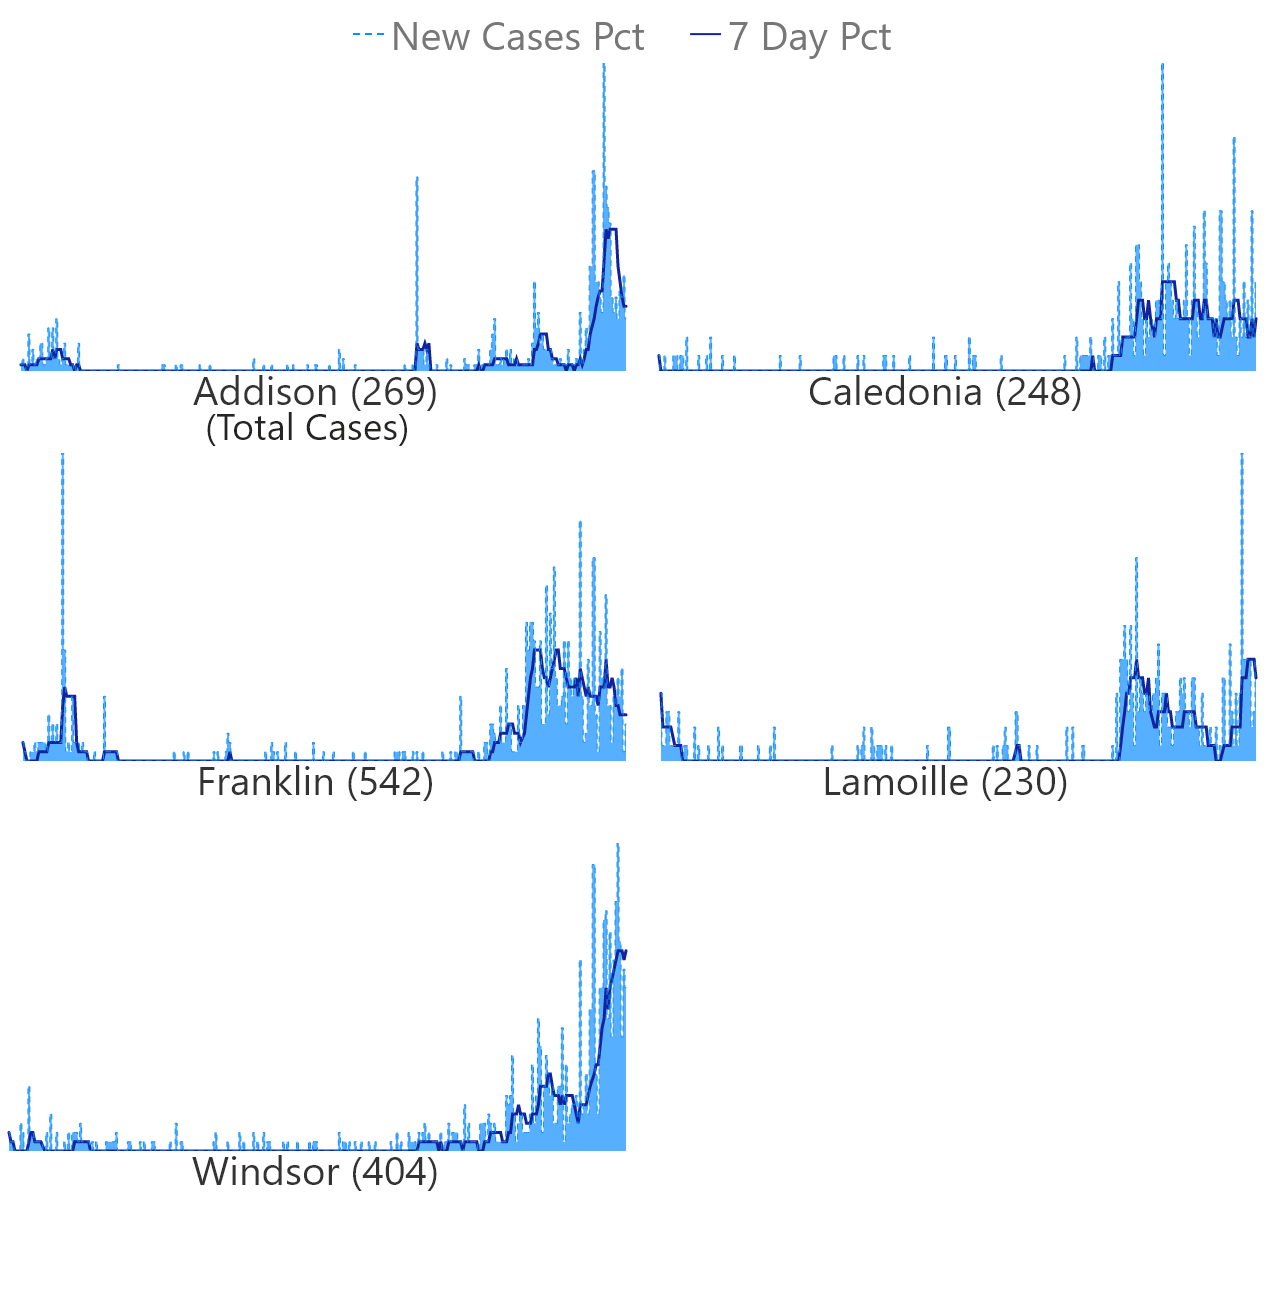 New Cases Pct 7 Day Pct
Addison (269) Caledonia (248)
(Total Cases)
Franklin (542) Lamoille (230)
Windsor (404)